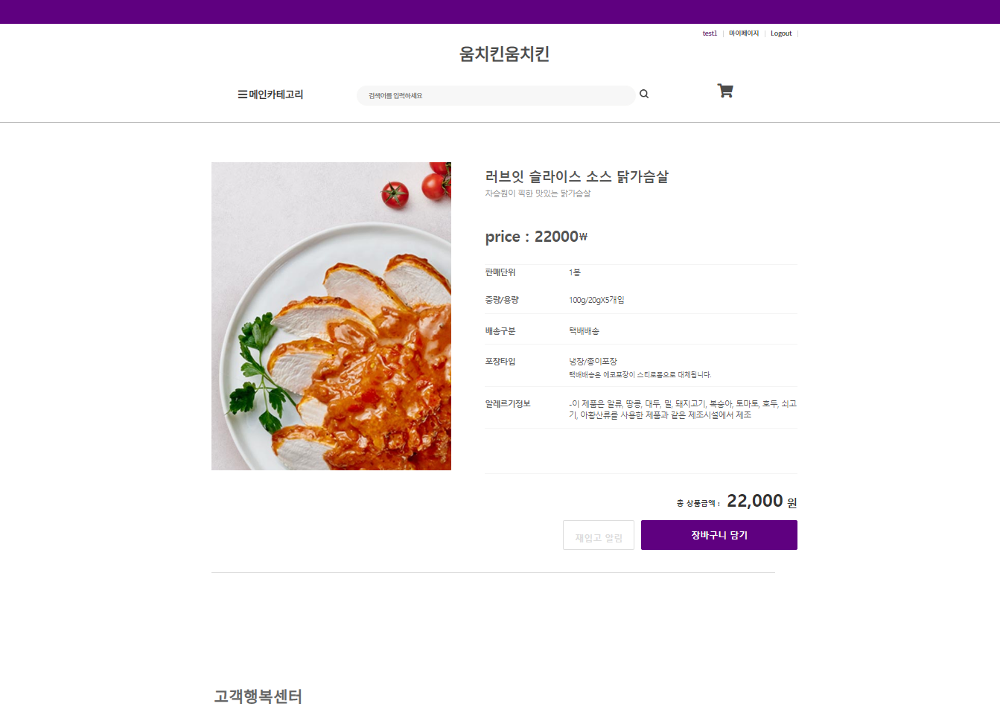 test1
마이페이지
Logout
움치킨움치킨
메인카테고리
검색어를 입력하세요
러브잇 슬라이스 소스 닭가슴살
차승원이 픽한 맛있는 닭가슴살
price : 22000₩
판매단위
1봉
중량/용량
100g/20gX5개입
배송구분
택배배송
포장타입
냉장/종이포장
택배배송은 에코포장이 스티로폼으로 대체됩니다.
알레르기정보
-이 제품은 알류, 땅콩, 대두, 밀, 돼지고기, 복숭아, 토마토, 호두, 쇠고
기, 아황산류를 사용한 제품과 같은 제조시설에서 제조
총 상품금액 : 22,000 원
재입고 알림
장바구니 담기
고객행복센터